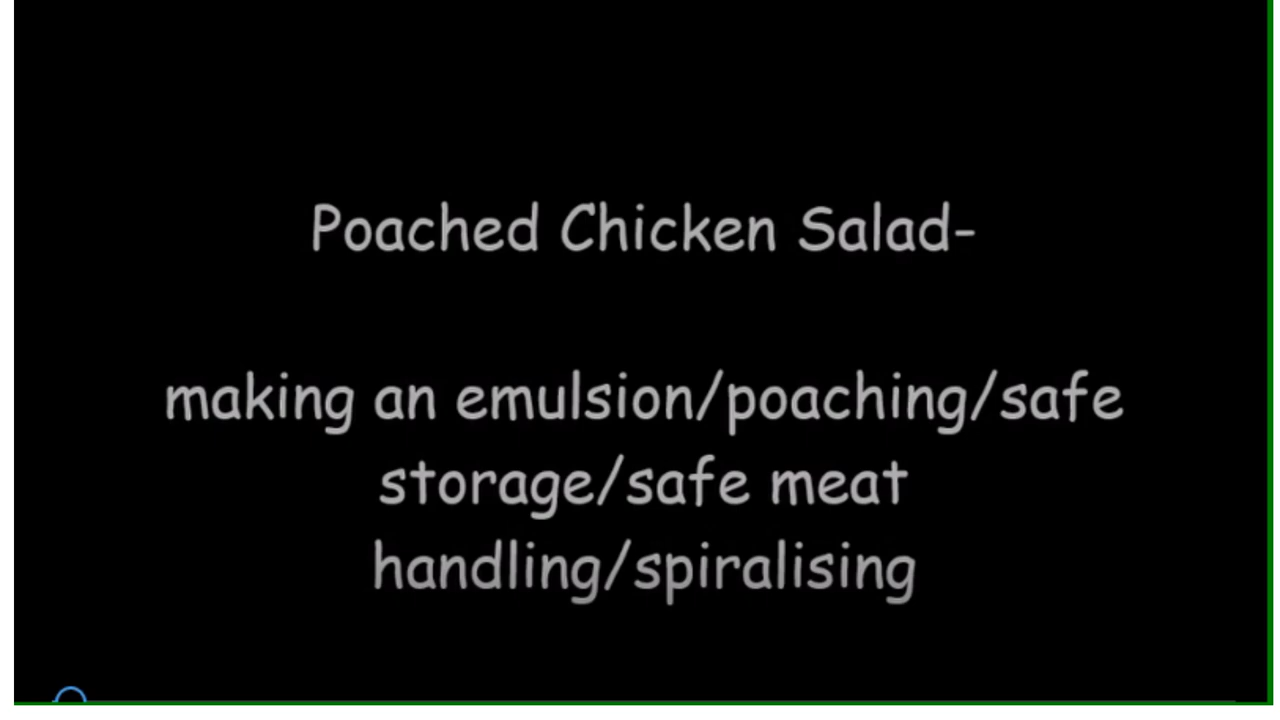 Poached Chicken Salad-
making an emulsion/poaching/safe
storage/safe meat
handling/spiralising